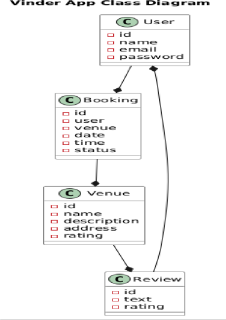 Vinder App Class Diagram
C User
id
name
email
password
C Booking
id
user
venue
date
time
status
C Venue
id
name
description
address
rating
C Review
id
text
rating